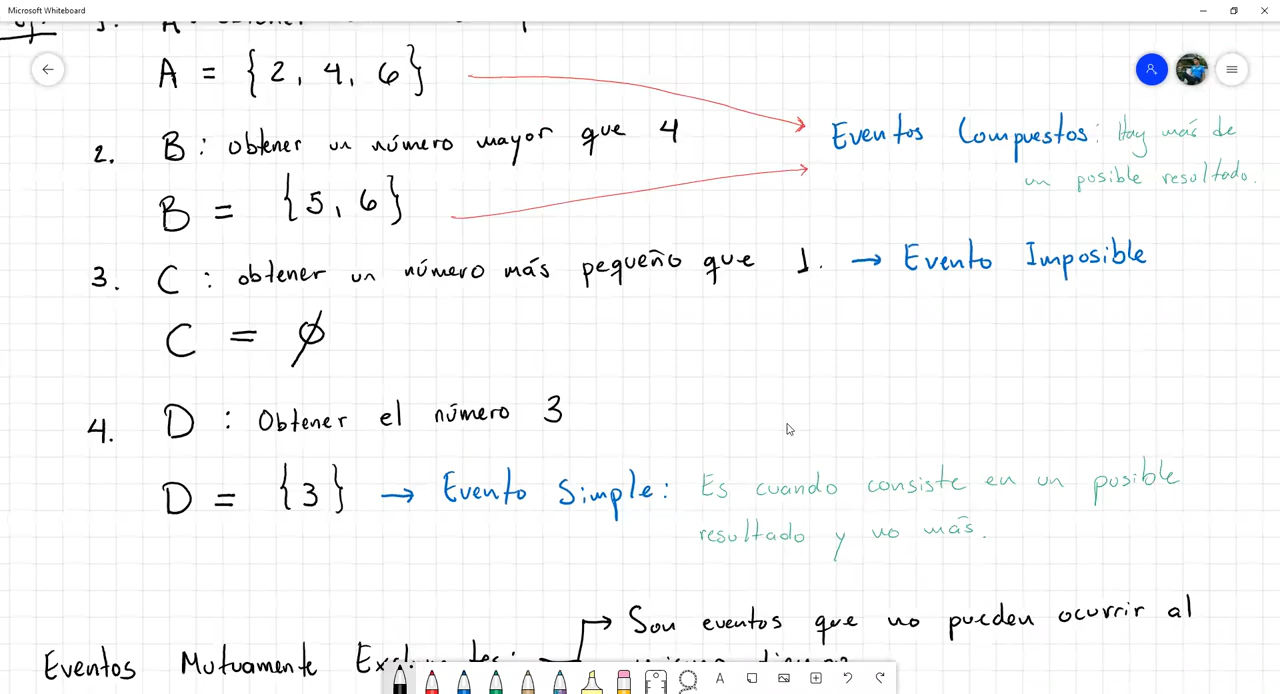 Microsoft Whiteboard
A = {2, 4, 6}
Eventos Compuestos: Hay más de
un posible resultado.
2. B: obtener un número mayor que 4
B = {5, 6}
3. C: obtener un número más pequeño que 1. → Evento Imposible
C = ∅
4. D: Obtener el número 3
D = {3} → Evento Simple: Es cuando consiste en un posible
resultado y no más.
Son eventos que no pueden ocurrir al
Eventos Mutuamente